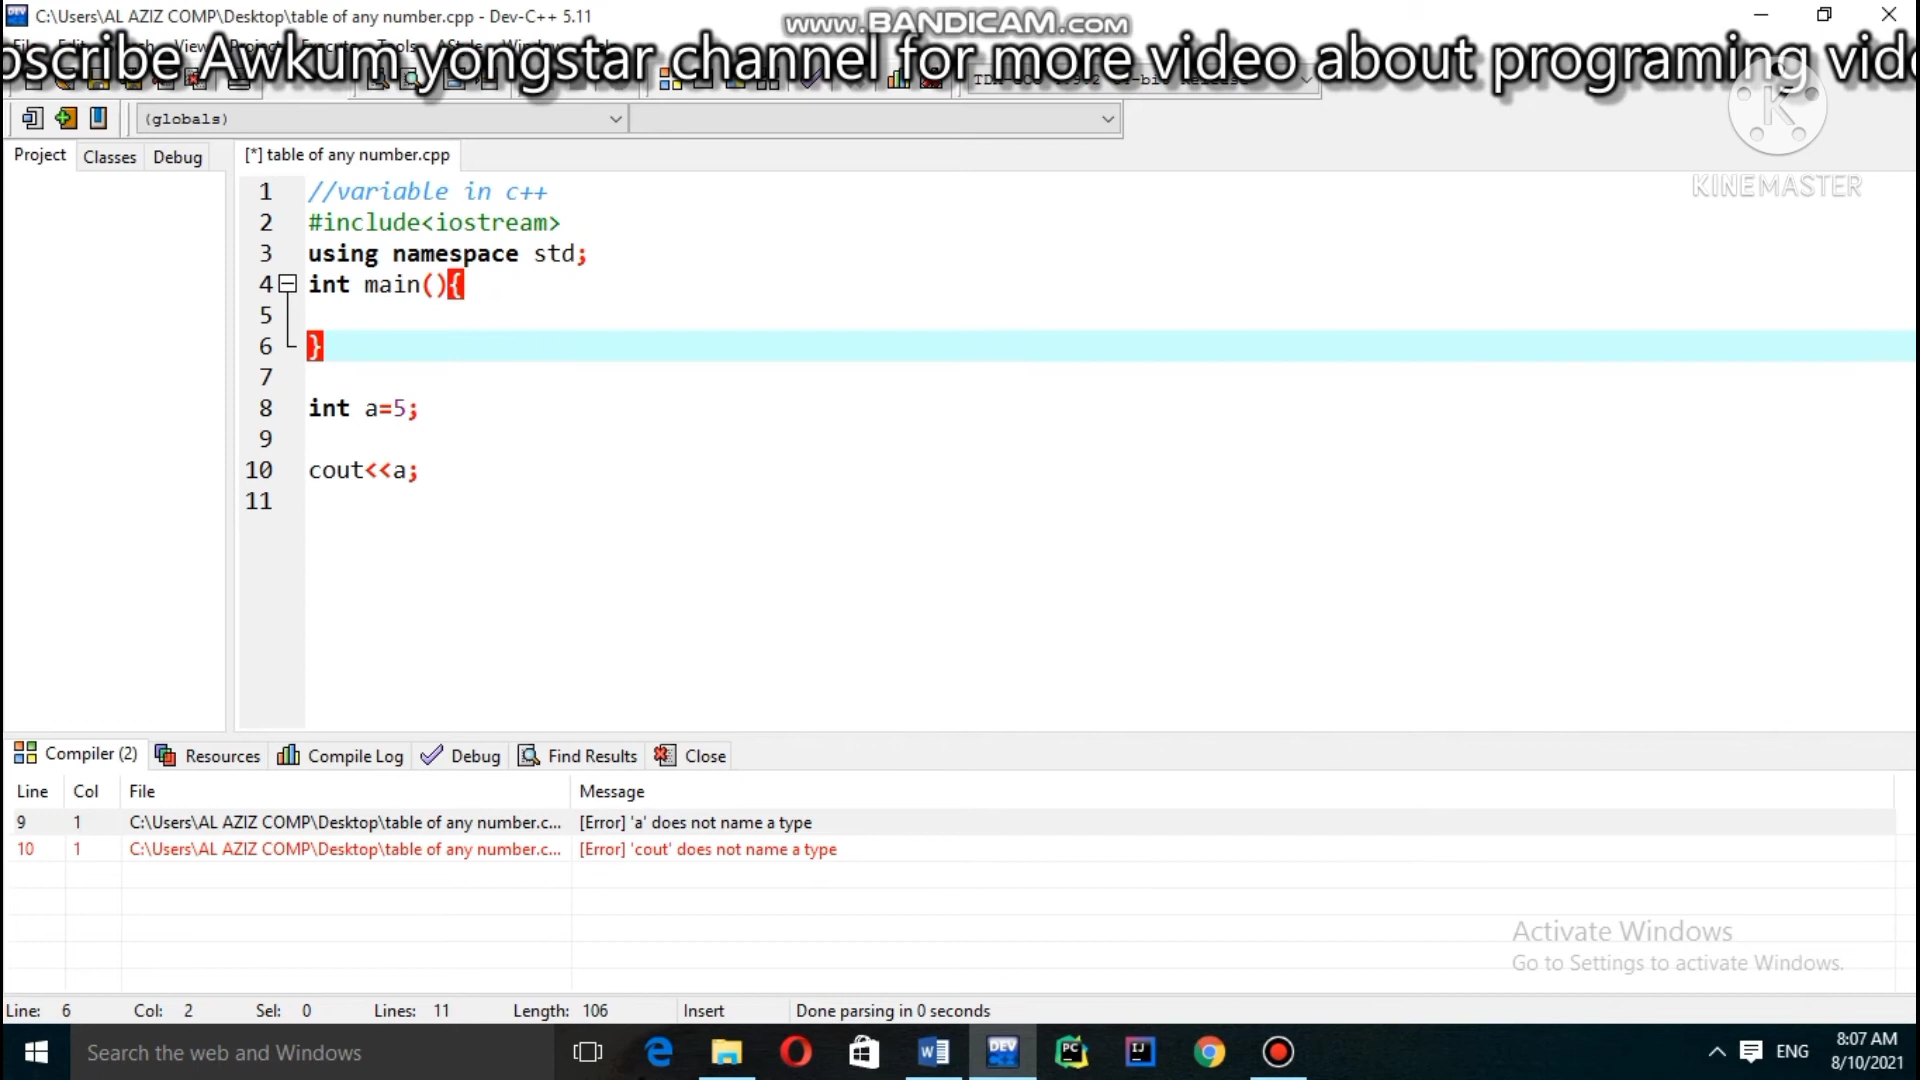 C:\Users\AL AZIZ COMP\Desktop\table of any number.cpp - Dev-C++ 5.11
www.BANDICAM.com
oscribe Awkum yongstar channel for more video about programing vide
(globals)
KINEMASTER
Project Classes Debug
[*] table of any number.cpp
1 //variable in c++
2 #include<iostream>
3 using namespace std;
4 int main(){
5
6 }
7
8 int a=5;
9
10 cout<<a;
11
Compiler (2) Resources Compile Log Debug Find Results Close
Line Col File Message
9 1 C:\Users\AL AZIZ COMP\Desktop\table of any number.c... [Error] 'a' does not name a type
10 1 C:\Users\AL AZIZ COMP\Desktop\table of any number.c... [Error] 'cout' does not name a type
Activate Windows
Go to Settings to activate Windows.
Line: 6 Col: 2 Sel: 0 Lines: 11 Length: 106 Insert Done parsing in 0 seconds
Search the web and Windows
DEV
PC
IJ
ENG
8:07 AM
8/10/2021